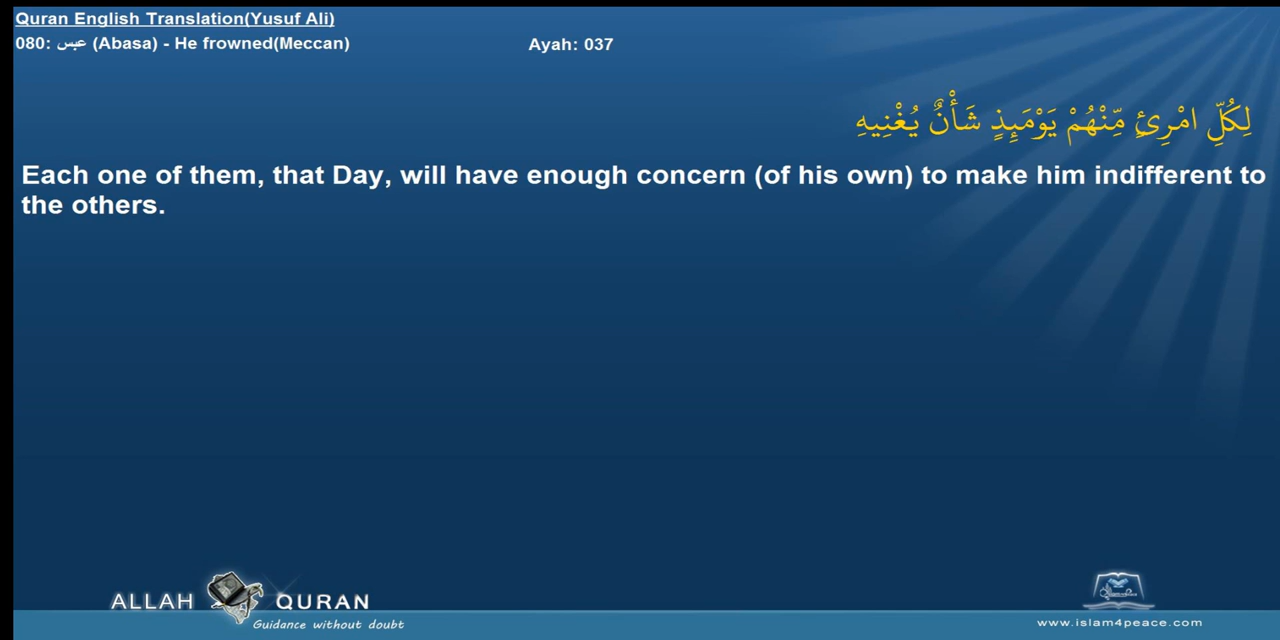 Quran English Translation(Yusuf Ali)
080: عبس (Abasa) - He frowned(Meccan)
Ayah: 037
لِكُلِّ امْرِئٍ مِّنْهُمْ يَوْمَئِذٍ شَأْنٌ يُغْنِيهِ
Each one of them, that Day, will have enough concern (of his own) to make him indifferent to
the others.
ALLAH QURAN
Guidance without doubt
www.islam4peace.com